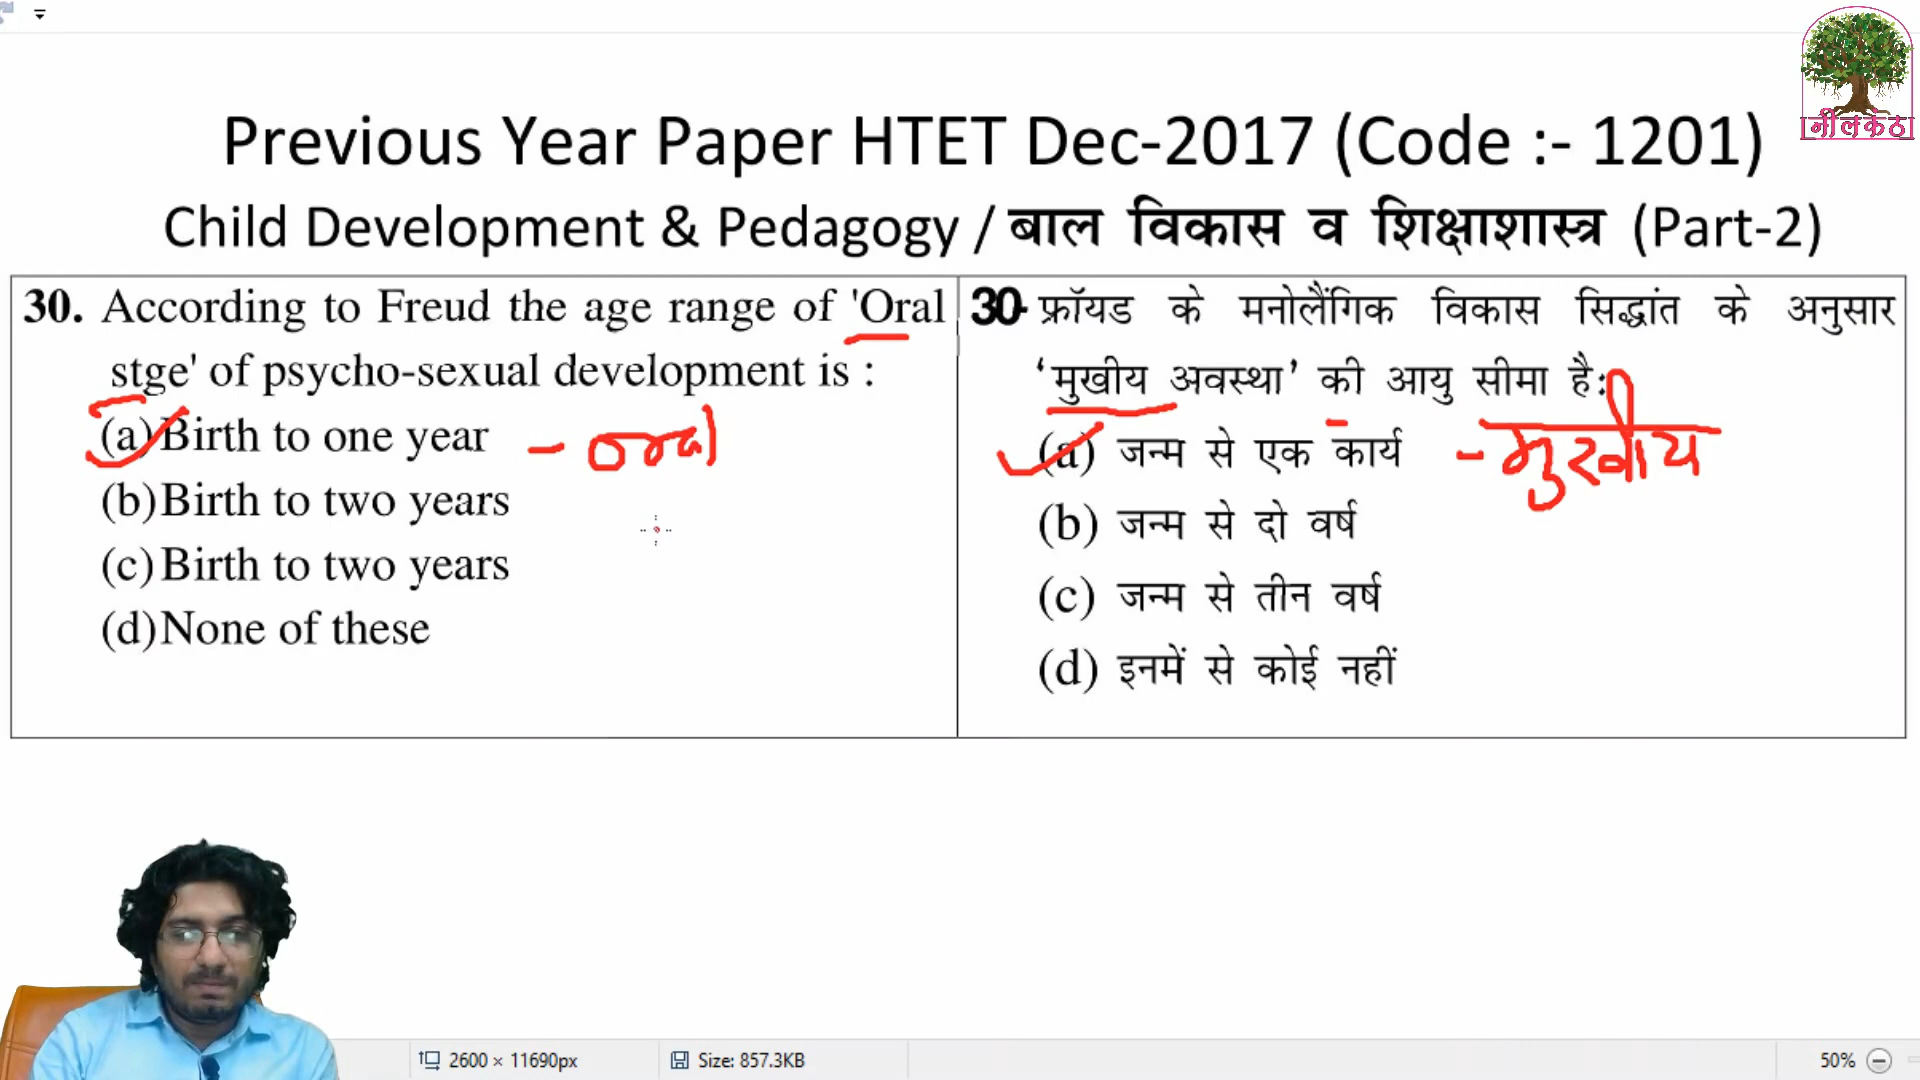 नीलकंठ
Previous Year Paper HTET Dec-2017 (Code :- 1201)
Child Development & Pedagogy / बाल विकास व शिक्षाशास्त्र (Part-2)
30. According to Freud the age range of 'Oral
stge' of psycho-sexual development is :
(a) Birth to one year - oral
(b) Birth to two years
(c) Birth to two years
(d) None of these
30- फ्रॉयड के मनोलैंगिक विकास सिद्धांत के अनुसार
‘मुखीय अवस्था’ की आयु सीमा है:
(a) जन्म से एक कार्य - मुखीय
(b) जन्म से दो वर्ष
(c) जन्म से तीन वर्ष
(d) इनमें से कोई नहीं
2600 × 11690px
Size: 857.3KB
50%